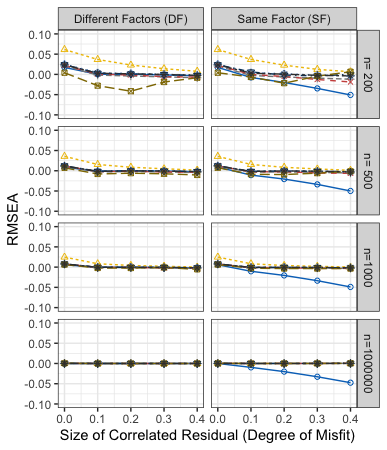 Different Factors (DF) Same Factor (SF)
0.10
0.05
0.00
-0.05
-0.10
n= 200
0.10
0.05
0.00
-0.05
-0.10
n= 500
0.10
0.05
0.00
-0.05
-0.10
n=1000
0.10
0.05
0.00
-0.05
-0.10
n=1000000
RMSEA
0.0 0.1 0.2 0.3 0.4 0.0 0.1 0.2 0.3 0.4
Size of Correlated Residual (Degree of Misfit)